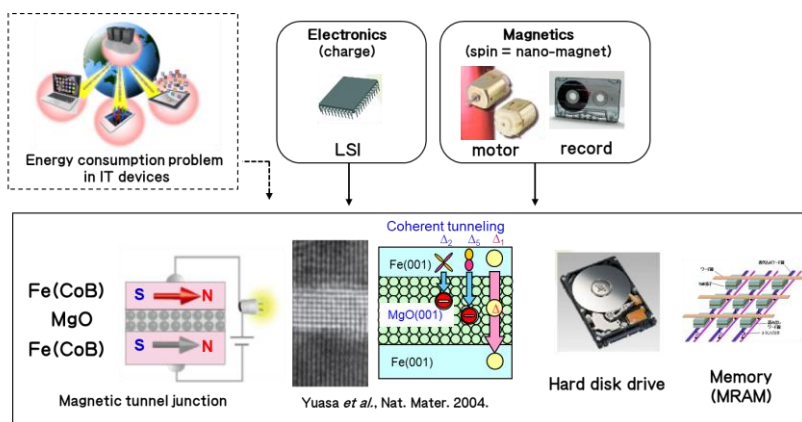 Energy consumption problem
in IT devices
Electronics
(charge)
LSI
Magnetics
(spin = nano-magnet)
motor
record
Fe(CoB)
MgO
Fe(CoB)
S
N
S
N
Magnetic tunnel junction
Coherent tunneling
Δ2
Δ5
Δ1
Fe(001)
MgO(001)
Δ
Fe(001)
Yuasa et al., Nat. Mater. 2004.
Hard disk drive
Memory
(MRAM)